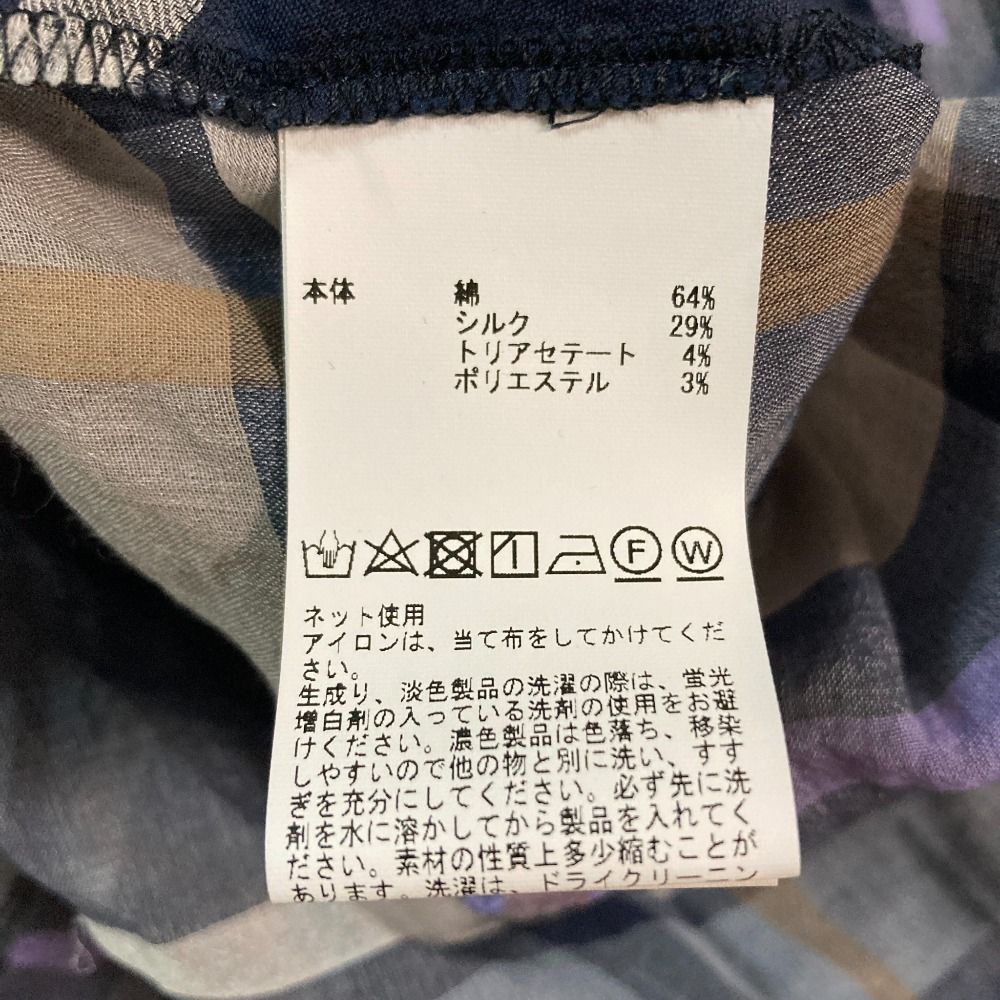 本体 綿 64%
シルク 29%
トリアセテート 4%
ポリエステル 3%
F W
ネット使用
アイロンは、当て布をしてかけてくだ
さい。
生成り、淡色製品の洗濯の際は、蛍光
増白剤の入っている洗剤の使用をお避
けください。濃色製品は色落ち、移染
しやすいので他の物と別に洗い、すす
ぎを充分にしてください。必ず先に洗
剤を水に溶かしてから製品を入れてく
ださい。素材の性質上多少縮むことが
あります。洗濯は、ドライクリーニン